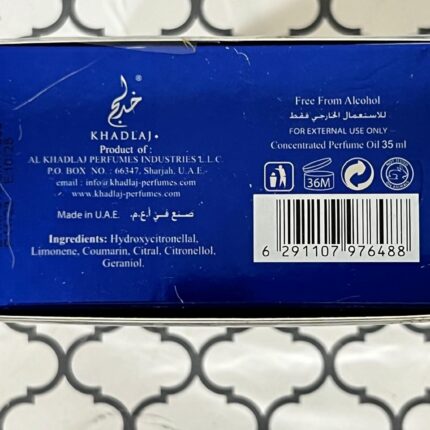 خدلج
®
KHADLAJ
Product of :
AL KHADLAJ PERFUMES INDUSTRIES L L C
P.O. BOX NO. : 66347, Sharjah, U.A.E.
email : info@khadlaj-perfumes.com
www.khadlaj-perfumes.com
Made in U.A.E. صنع في أ.ع.م.
Ingredients: Hydroxycitronellal,
Limonene, Coumarin, Citral, Citronellol,
Geraniol.
Free From Alcohol
للاستعمال الخارجي فقط
FOR EXTERNAL USE ONLY
Concentrated Perfume Oil 35 ml
36M
6 291107 976488